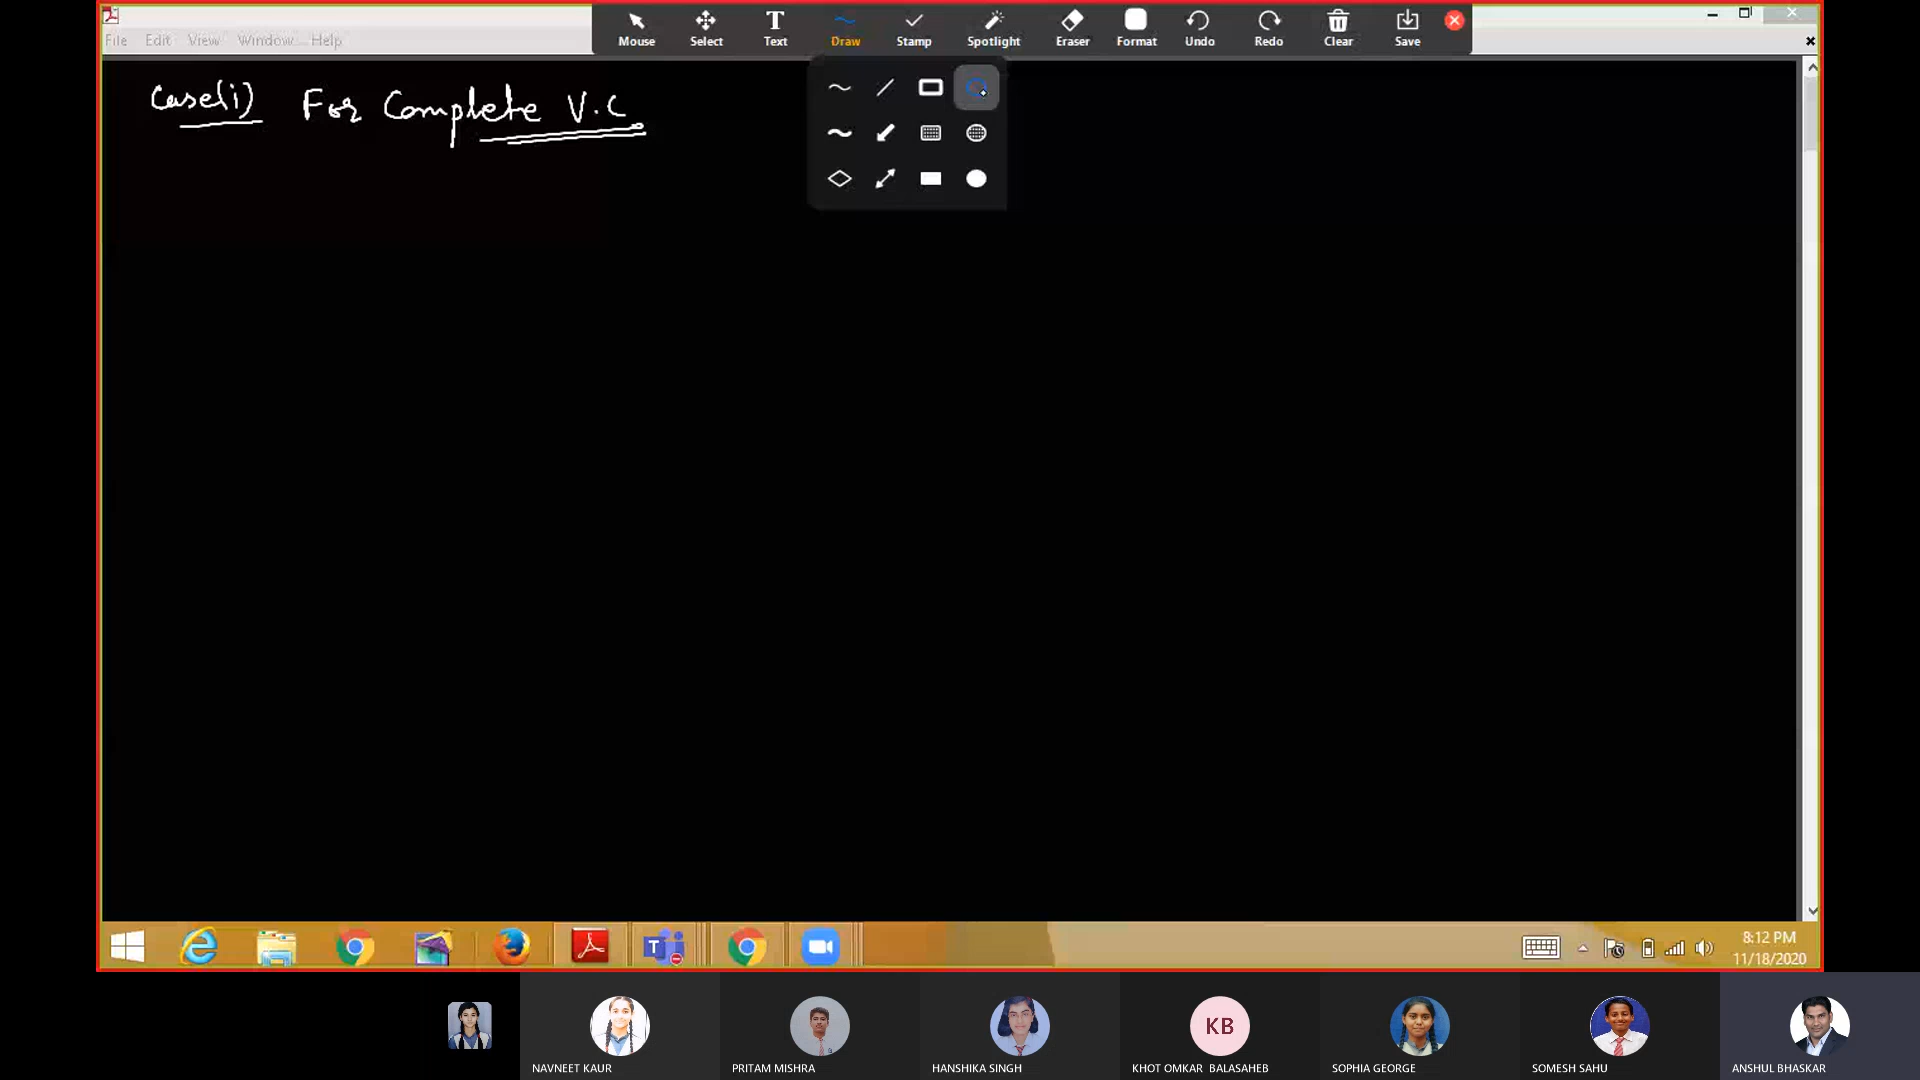 File Edit View Window Help
Mouse Select Text Draw Stamp Spotlight Eraser Format Undo Redo Clear Save
Case(i) For Complete V.C
8:12 PM
11/18/2020
KB
NAVNEET KAUR PRITAM MISHRA HANSHIKA SINGH KHOT OMKAR BALASAHEB SOPHIA GEORGE SOMESH SAHU ANSHUL BHASKAR